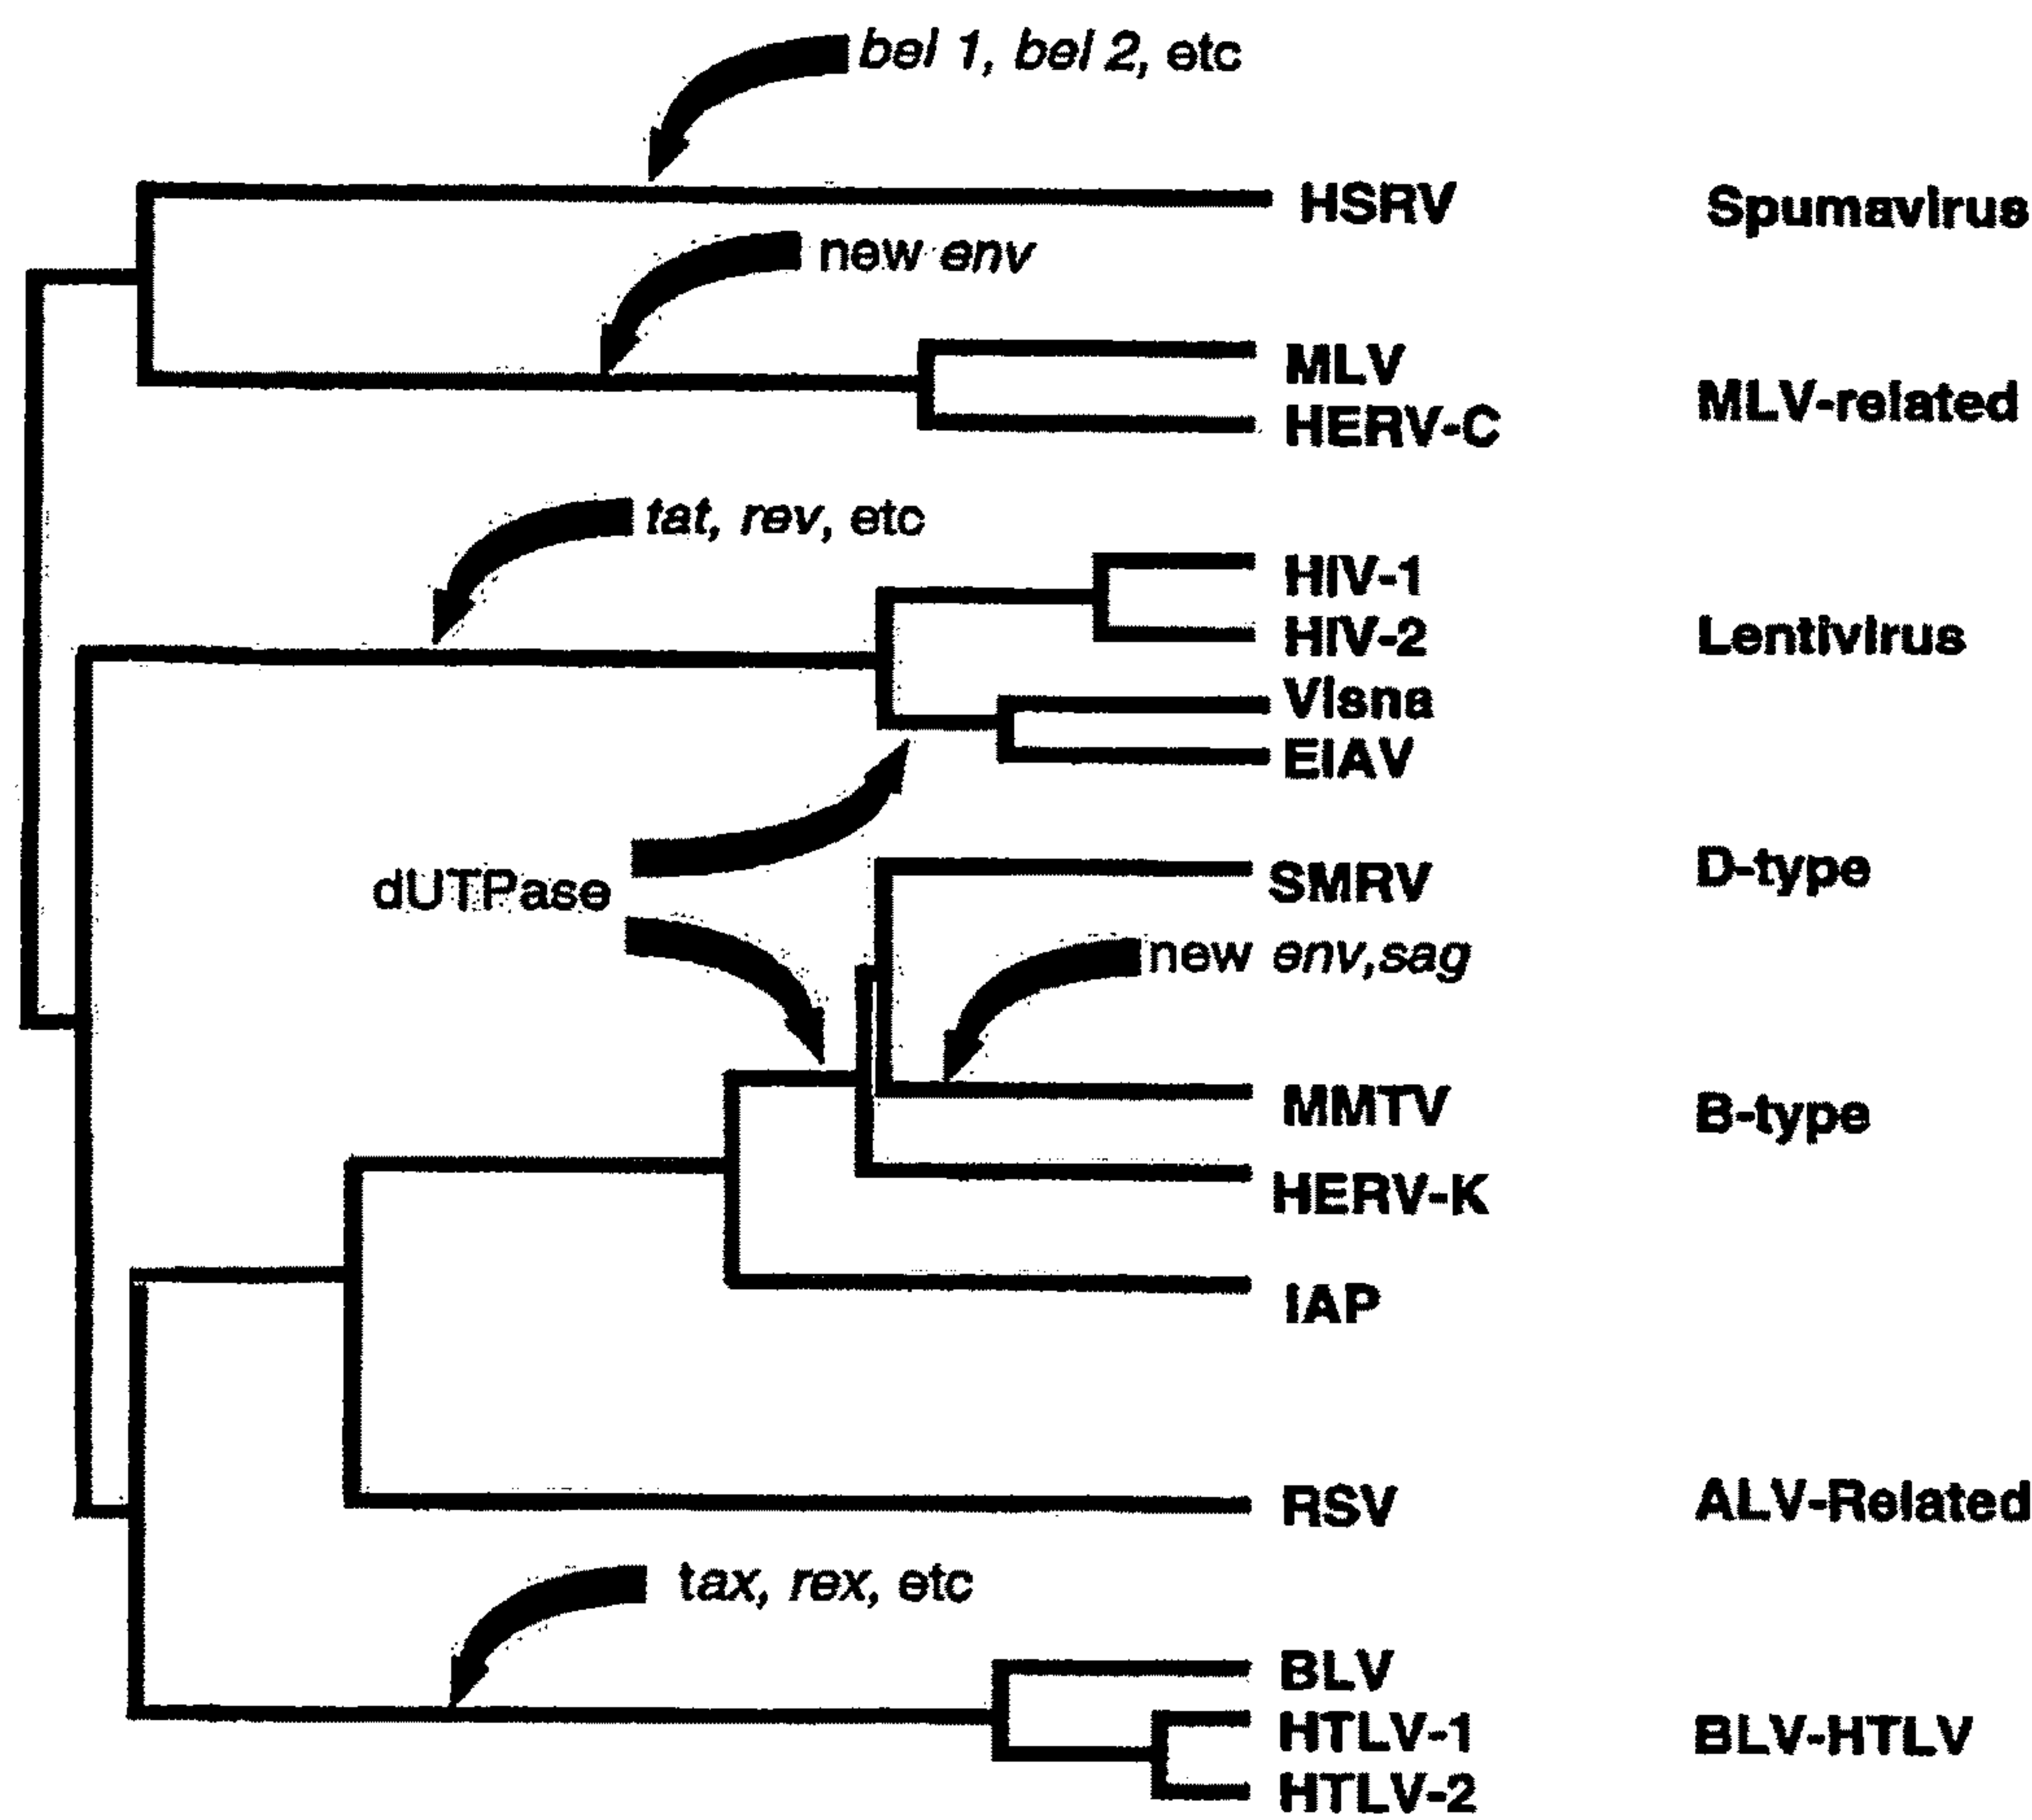 bel 1, bel 2, etc
HSRV Spumavirus
new env
MLV
MLV-related
HERV-C
tat, rev, etc
HIV-1
HIV-2 Lentivirus
Visna
EIAV
dUTPase
SMRV D-type
new env,sag
MMTV B-type
HERV-K
IAP
RSV ALV-Related
tax, rex, etc
BLV
HTLV-1 BLV-HTLV
HTLV-2